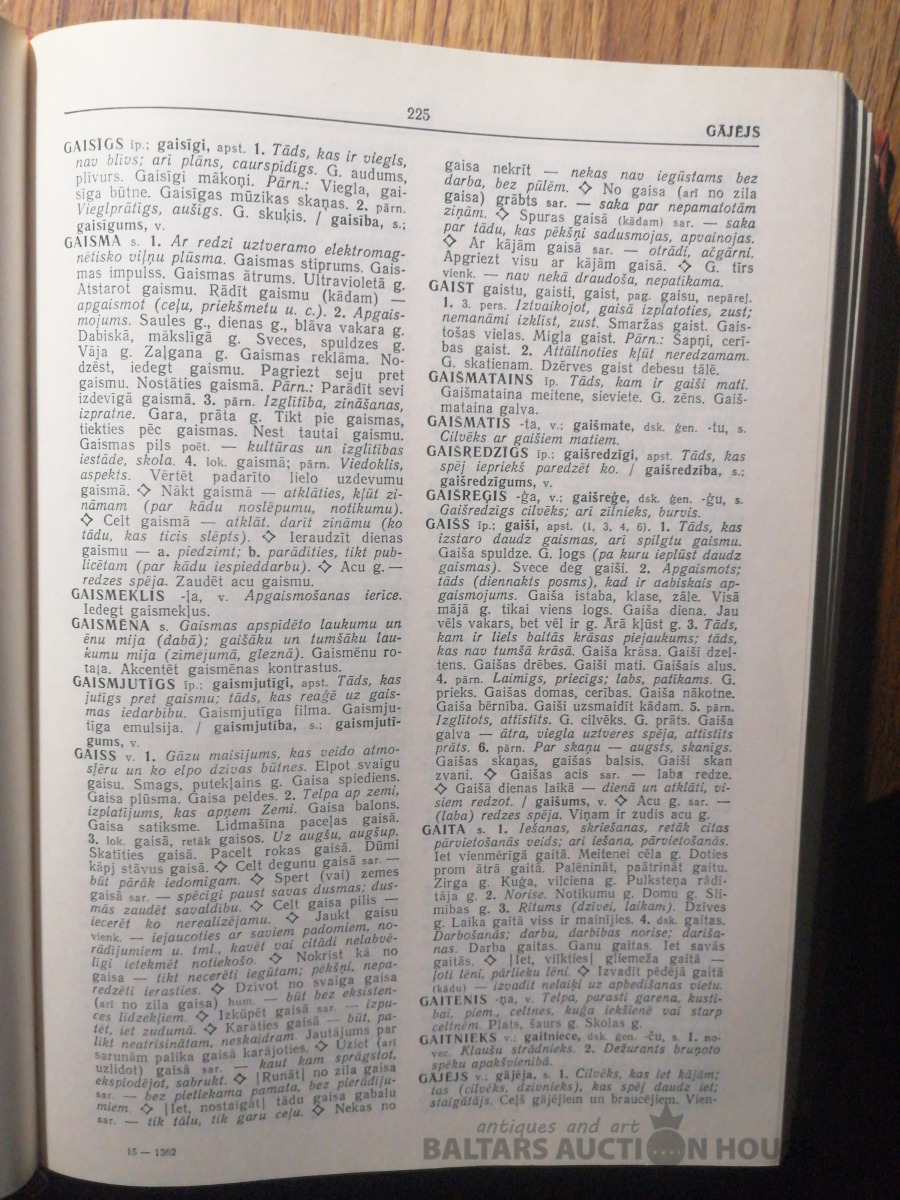 225
GĀJĒJS
GAISĪGS īp.; gaisīgi, apst. 1. Tāds, kas ir viegls,
nav blīvs; arī plāns, caurspīdīgs. G. audums,
plīvurs. Gaisīgi mākoņi. Pārn.: Viegla, gai-
sīga būtne. Gaisīgas mūzikas skaņas. 2. pārn.
Vieglprātīgs, aušīgs. G. skuķis. / gaisība, s.;
gaisīgums, v.
GAISMA s. 1. Ar redzi uztveramo elektromag-
nētisko viļņu plūsma. Gaismas stiprums. Gais-
mas impulss. Gaismas ātrums. Ultravioletā g.
Atstarot gaismu. Rādīt gaismu (kādam) —
apgaismot (ceļu, priekšmetu u. c.). 2. Apgais-
mojums. Saules g., dienas g., blāva vakara g.
Dabiskā, mākslīgā g. Sveces, spuldzes g.
Vāja g. Zaļgana g. Gaismas reklāma. No-
dzēst, iedegt gaismu. Pagriezt seju pret
gaismu. Nostāties gaismā. Pārn.: Parādīt sevi
izdevīgā gaismā. 3. pārn. Izglītība, zināšanas,
izpratne. Gara, prāta g. Tikt pie gaismas,
tiekties pēc gaismas. Nest tautai gaismu.
Gaismas pils poēt. — kultūras un izglītības
iestāde, skola. 4. lok. gaismā; pārn. Viedoklis,
aspekts. Vērtēt padarīto lielo uzdevumu
gaismā. ◇ Nākt gaismā — atklāties, kļūt zi-
nāmam (par kādu noslēpumu, notikumu).
◇ Celt gaismā — atklāt, darīt zināmu (ko
tādu, kas ticis slēpts). ◇ Ieraudzīt dienas
gaismu — a. piedzimt; b. parādīties, tikt pub-
licētam (par kādu iespieddarbu). ◇ Acu g. —
redzes spēja. Zaudēt acu gaismu.
GAISMEKLIS -ļa, v. Apgaismošanas ierīce.
Iedegt gaismekļus.
GAISMĒNA s. Gaismas apspīdēto laukumu un
ēnu mija (dabā); gaišāku un tumšāku lau-
kumu mija (zīmējumā, gleznā). Gaismēnu ro-
taļa. Akcentēt gaismēnas kontrastus.
GAISMJUTĪGS īp.; gaismjutīgi, apst. Tāds, kas
jutīgs pret gaismu; tāds, kas reaģē uz gais-
mas iedarbību. Gaismjutīga filma. Gaismju-
tīga emulsija. / gaismjutība, s.; gaismjutī-
gums, v.
GAISS v. 1. Gāzu maisījums, kas veido atmo-
sfēru un ko elpo dzīvas būtnes. Elpot svaigu
gaisu. Smags, putekļains g. Gaisa spiediens.
Gaisa plūsma. Gaisa peldes. 2. Telpa ap zemi,
izplatījums, kas apņem Zemi. Gaisa balons.
Gaisa satiksme. Lidmašīna paceļas gaisā.
3. lok. gaisā, retāk gaisos. Uz augšu, augšup.
Skatīties gaisā. Pacelt rokas gaisā. Dūmi
kāpj stāvus gaisā. ◇ Celt degunu gaisā sar. —
būt pārāk iedomīgam. ◇ Spert (vai) zemes
gaisā sar. — spēcīgi paust savas dusmas; dus-
mās zaudēt savaldību. ◇ Celt gaisa pilis —
iecerēt ko nerealizējamu. ◇ Jaukt gaisu
vienk. — iejaucoties ar saviem padomiem, no-
rādījumiem u. tml., kavēt vai citādi nelabvē-
līgi ietekmēt notiekošo. ◇ Nokrist kā no
gaisa — tikt necerēti iegūtam; pēkšņi, nepa-
redzēti ierasties. ◇ Dzīvot no svaiga gaisa
(arī no zila gaisa) hum. — būt bez eksisten-
ces līdzekļiem. ◇ Izkūpēt gaisā sar. — izpu-
tēt, iet zudumā. ◇ Karāties gaisā — būt, pa-
likt neatrisinātam, neskaidram. Jautājums par
sarunām palika gaisā karājoties. ◇ Uziet (arī
uzlidot) gaisā sar. — kaut kam sprāgstot,
eksplodējot, sabrukt. ◇ [Runāt] no zila gaisa
sar. — bez pietiekama pamata, bez pierādīju-
miem. ◇ [Iet, nostaigāt] tādu gaisa gabalu
sar. — tik tālu, tik garu ceļu. ◇ Nekas no
gaisa nekrīt — nekas nav iegūstams bez
darba, bez pūlēm. ◇ No gaisa (arī no zila
gaisa) grābts sar. — saka par nepamatotām
ziņām. ◇ Spuras gaisā (kādam) sar. — saka
par tādu, kas pēkšņi sadusmojas, apvainojas.
◇ Ar kājām gaisā sar. — otrādi, ačgārni.
Apgriezt visu ar kājām gaisā. ◇ G. tīrs
vienk. — nav nekā draudoša, nepatīkama.
GAIST gaistu, gaisti, gaist, pag. gaisu, nepārej.
1. 3. pers. Iztvaikojot, gaisā izplatoties, zust;
nemanāmi izklīst, zust. Smaržas gaist. Gais-
tošas vielas. Migla gaist. Pārn.: Sapņi, cerī-
bas gaist. 2. Attālinoties kļūt neredzamam.
G. skatienam. Dzērves gaist debesu tālē.
GAIŠMATAINS īp. Tāds, kam ir gaiši mati.
Gaišmataina meitene, sieviete. G. zēns. Gaiš-
mataina galva.
GAIŠMATIS -ša, v.; gaišmate, dsk. ģen. -tu, s.
Cilvēks ar gaišiem matiem.
GAIŠREDZĪGS īp.; gaišredzīgi, apst. Tāds, kas
spēj iepriekš paredzēt ko. / gaišredzība, s.;
gaišredzīgums, v.
GAIŠREĢIS -ģa, v.; gaišreģe, dsk. ģen. -ģu, s.
Gaišredzīgs cilvēks; arī zīlnieks, burvis.
GAIŠS īp.; gaiši, apst. (1, 3, 4, 6). 1. Tāds, kas
izstaro daudz gaismas, arī spilgtu gaismu.
Gaiša spuldze. G. logs (pa kuru ieplūst daudz
gaismas). Svece deg gaiši. 2. Apgaismots;
tāds (diennakts posms), kad ir dabiskais ap-
gaismojums. Gaiša istaba, klase, zāle. Visā
mājā g. tikai viens logs. Gaiša diena. Jau
vēls vakars, bet vēl ir g. Ārā kļūst g. 3. Tāds,
kam ir liels baltās krāsas piejaukums; tāds,
kas nav tumšā krāsā. Gaiša krāsa. Gaiši dzel-
tens. Gaišas drēbes. Gaiši mati. Gaišais alus.
4. pārn. Laimīgs, priecīgs; labs, patīkams. G.
prieks. Gaišas domas, cerības. Gaiša nākotne.
Gaiša bērnība. Gaiši uzsmaidīt kādam. 5. pārn.
Izglītots, attīstīts. G. cilvēks. G. prāts. Gaiša
galva — ātra, viegla uztveres spēja, attīstīts
prāts. 6. pārn. Par skaņu — augsts, skanīgs.
Gaišas skaņas, gaišas balsis. Gaiši skan
zvani. ◇ Gaišas acis sar. — laba redze.
◇ Gaišā dienas laikā — dienā un atklāti, vi-
siem redzot. / gaišums, v. ◇ Acu g. sar. —
(laba) redzes spēja. Viņam ir zudis acu g.
GAITA s. 1. Iešanas, skriešanas, retāk citas
pārvietošanās veids; arī iešana, pārvietošanās.
Iet vienmērīgā gaitā. Meitenei cēla g. Doties
prom ātrā gaitā. Palēnināt, paātrināt gaitu.
Zirga g. Kuģa, vilciena g. Pulksteņa rādī-
tāja g. 2. Norise. Notikumu g. Domu g. Sli-
mības g. 3. Ritums (dzīvei, laikam). Dzīves
g. Laika gaitā viss ir mainījies. 4. dsk. gaitas.
Darbošanās; darbu, darbības norise; darīša-
nas. Darba gaitas. Ganu gaitas. Iet savās
gaitās. ◇ [Iet, vilkties] gliemeža gaitā —
ļoti lēni, pārlieku lēni. ◇ Izvadīt pēdējā gaitā
(kādu) — izvadīt nelaiķi uz apbedīšanas vietu.
GAITENIS -ņa, v. Telpa, parasti garena, kustī-
bai, piem., celtnes, kuģa iekšienē vai starp
celtnēm. Plats, šaurs g. Skolas g.
GAITNIEKS v.; gaitniece, dsk. ģen. -ču, s. 1. no-
vec. Klaušu strādnieks. 2. Dežurants bruņoto
spēku apakšvienībā.
GĀJĒJS v.; gājēja, s. 1. Cilvēks, kas iet kājām;
tas (cilvēks, dzīvnieks), kas spēj daudz iet;
staigātājs. Ceļš gājējiem un braucējiem. Vien-
15 — 1362
antiques and art
BALTARS AUCTION HOUSE